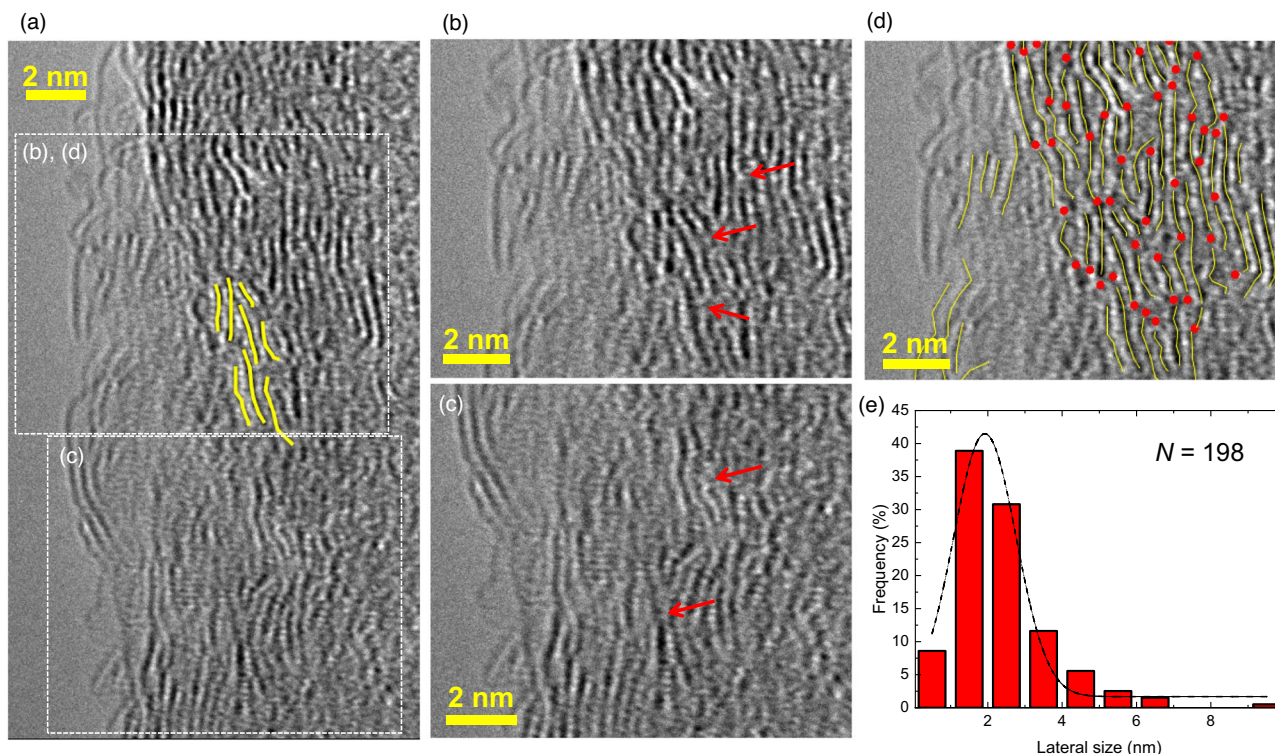 (a)
2 nm
(b), (d)
(c)
(b)
2 nm
(c)
2 nm
(d)
2 nm
(e)
45
40
35
30
25
20
15
10
5
0
Frequency (%)
N = 198
2
4
6
8
Lateral size (nm)